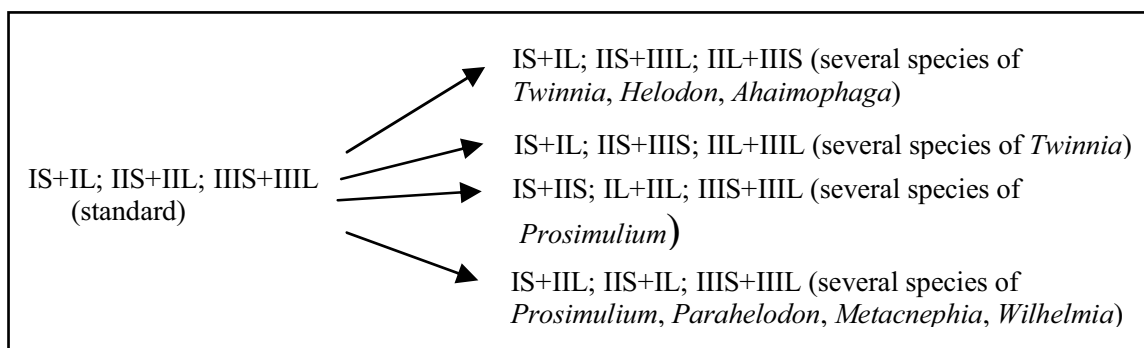 IS+IL; IIS+IIIL; IIL+IIIS (several species of
Twinnia, Helodon, Ahaimophaga)
IS+IL; IIS+IIIS; IIL+IIIL (several species of Twinnia)
IS+IL; IIS+IIL; IIIS+IIIL
(standard)
IS+IIS; IL+IIL; IIIS+IIIL (several species of
Prosimulium)
IS+IIL; IIS+IL; IIIS+IIIL (several species of
Prosimulium, Parahelodon, Metacnephia, Wilhelmia)